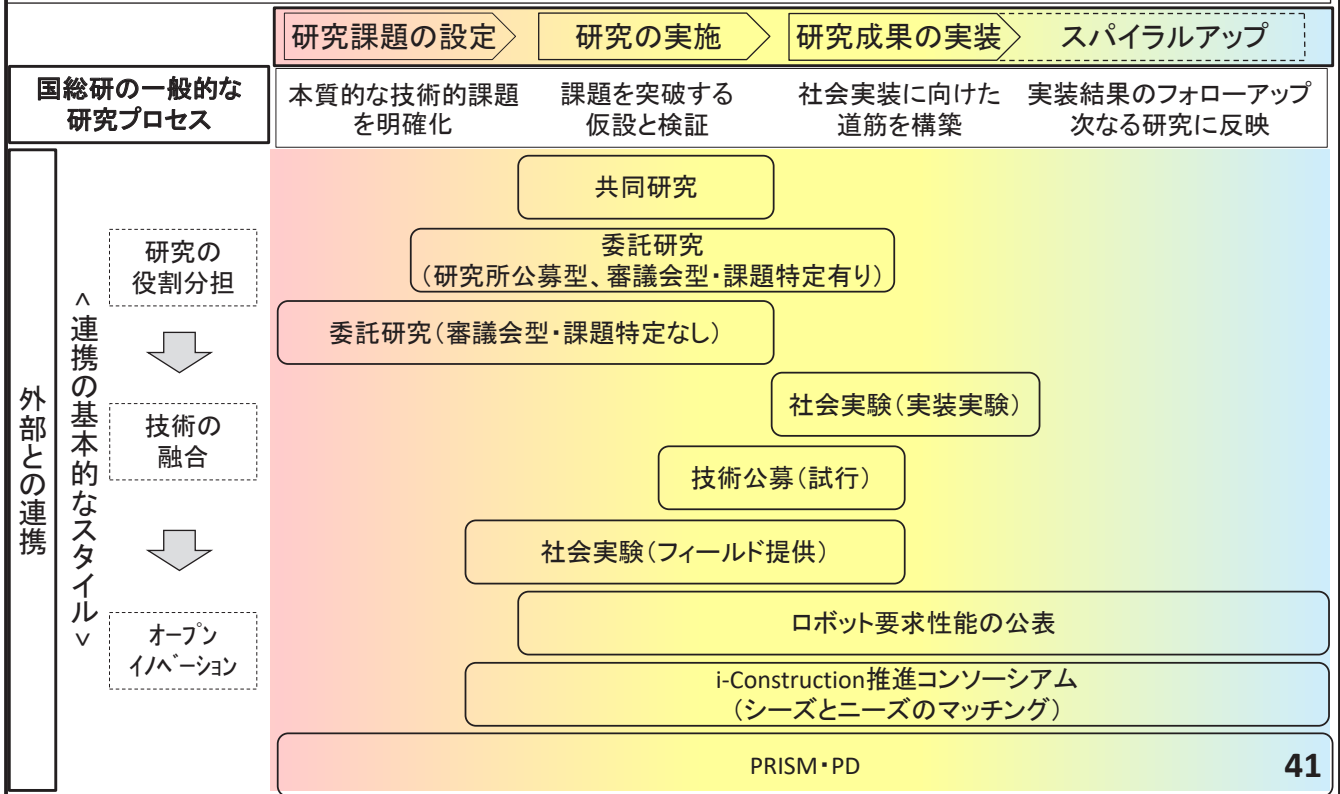 研究課題の設定
研究の実施
研究成果の実装
スパイラルアップ
国総研の一般的な
研究プロセス
本質的な技術的課題
を明確化
課題を突破する
仮設と検証
社会実装に向けた
道筋を構築
実装結果のフォローアップ
次なる研究に反映
外部との連携
<連携の基本的なスタイル>
研究の
役割分担
技術の
融合
オープン
イノベーション
共同研究
委託研究
(研究所公募型、審議会型・課題特定有り)
委託研究(審議会型・課題特定なし)
社会実験(実装実験)
技術公募(試行)
社会実験(フィールド提供)
ロボット要求性能の公表
i-Construction推進コンソーシアム
(シーズとニーズのマッチング)
PRISM・PD
41